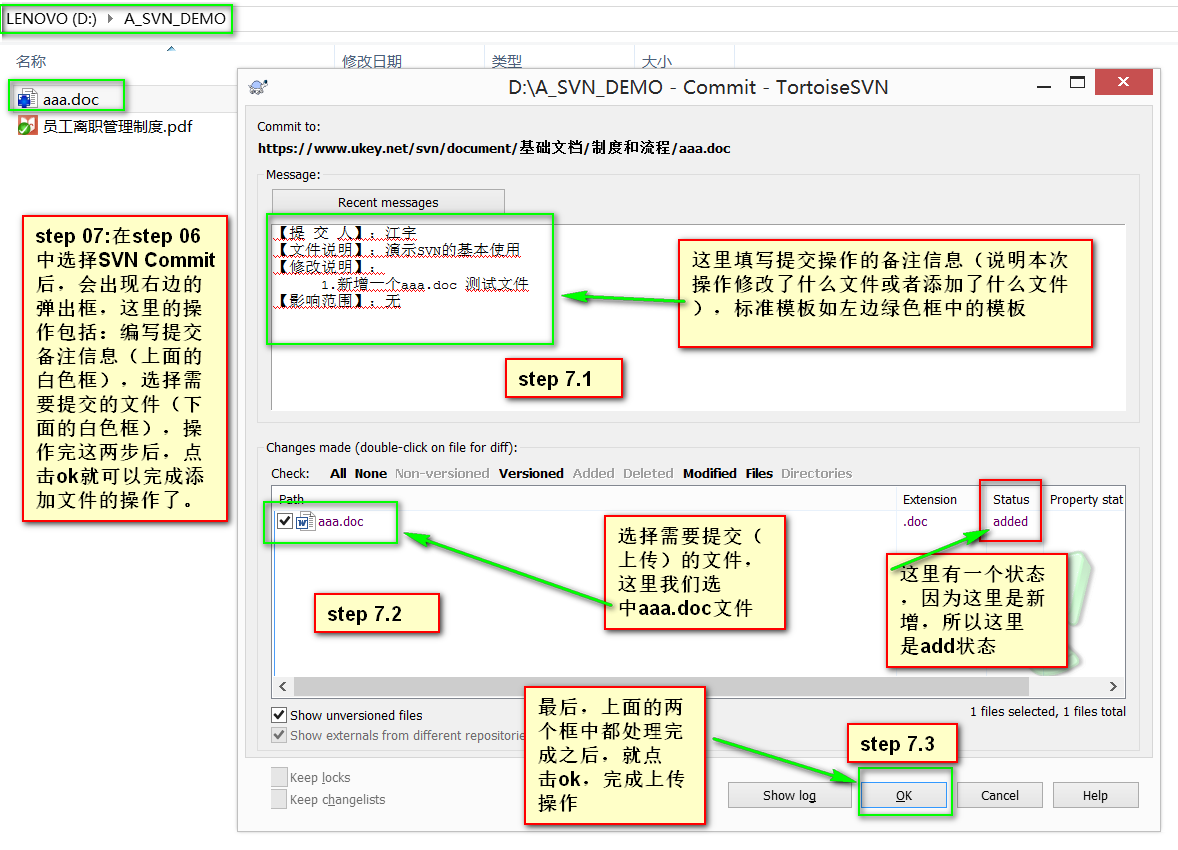 LENOVO (D:) A_SVN_DEMO
名称 修改日期 类型 大小
aaa.doc
员工离职管理制度.pdf
step 07:在step 06
中选择SVN Commit
后，会出现右边的
弹出框，这里的操
作包括：编写提交
备注信息（上面的
白色框），选择需
要提交的文件（下
面的白色框），操
作完这两步后，点
击ok就可以完成添
加文件的操作了。
D:\A_SVN_DEMO - Commit - TortoiseSVN
Commit to:
https://www.ukey.net/svn/document/基础文档/制度和流程/aaa.doc
Message:
Recent messages
【提 交 人】：江宇
【文件说明】：演示SVN的基本使用
【修改说明】：
1.新增一个aaa.doc 测试文件
【影响范围】：无
这里填写提交操作的备注信息（说明本次
操作修改了什么文件或者添加了什么文件
），标准模板如左边绿色框中的模板
step 7.1
Changes made (double-click on file for diff):
Check: All None Non-versioned Versioned Added Deleted Modified Files Directories
Path Extension Status Property stat
aaa.doc .doc added
选择需要提交（
上传）的文件，
这里我们选
中aaa.doc文件
这里有一个状态
，因为这里是新
增，所以这里
是add状态
step 7.2
Show unversioned files
1 files selected, 1 files total
Show externals from different repositorie
最后，上面的两
个框中都处理完
成之后，就点
击ok，完成上传
操作
step 7.3
Keep locks
Keep changelists
Show log OK Cancel Help